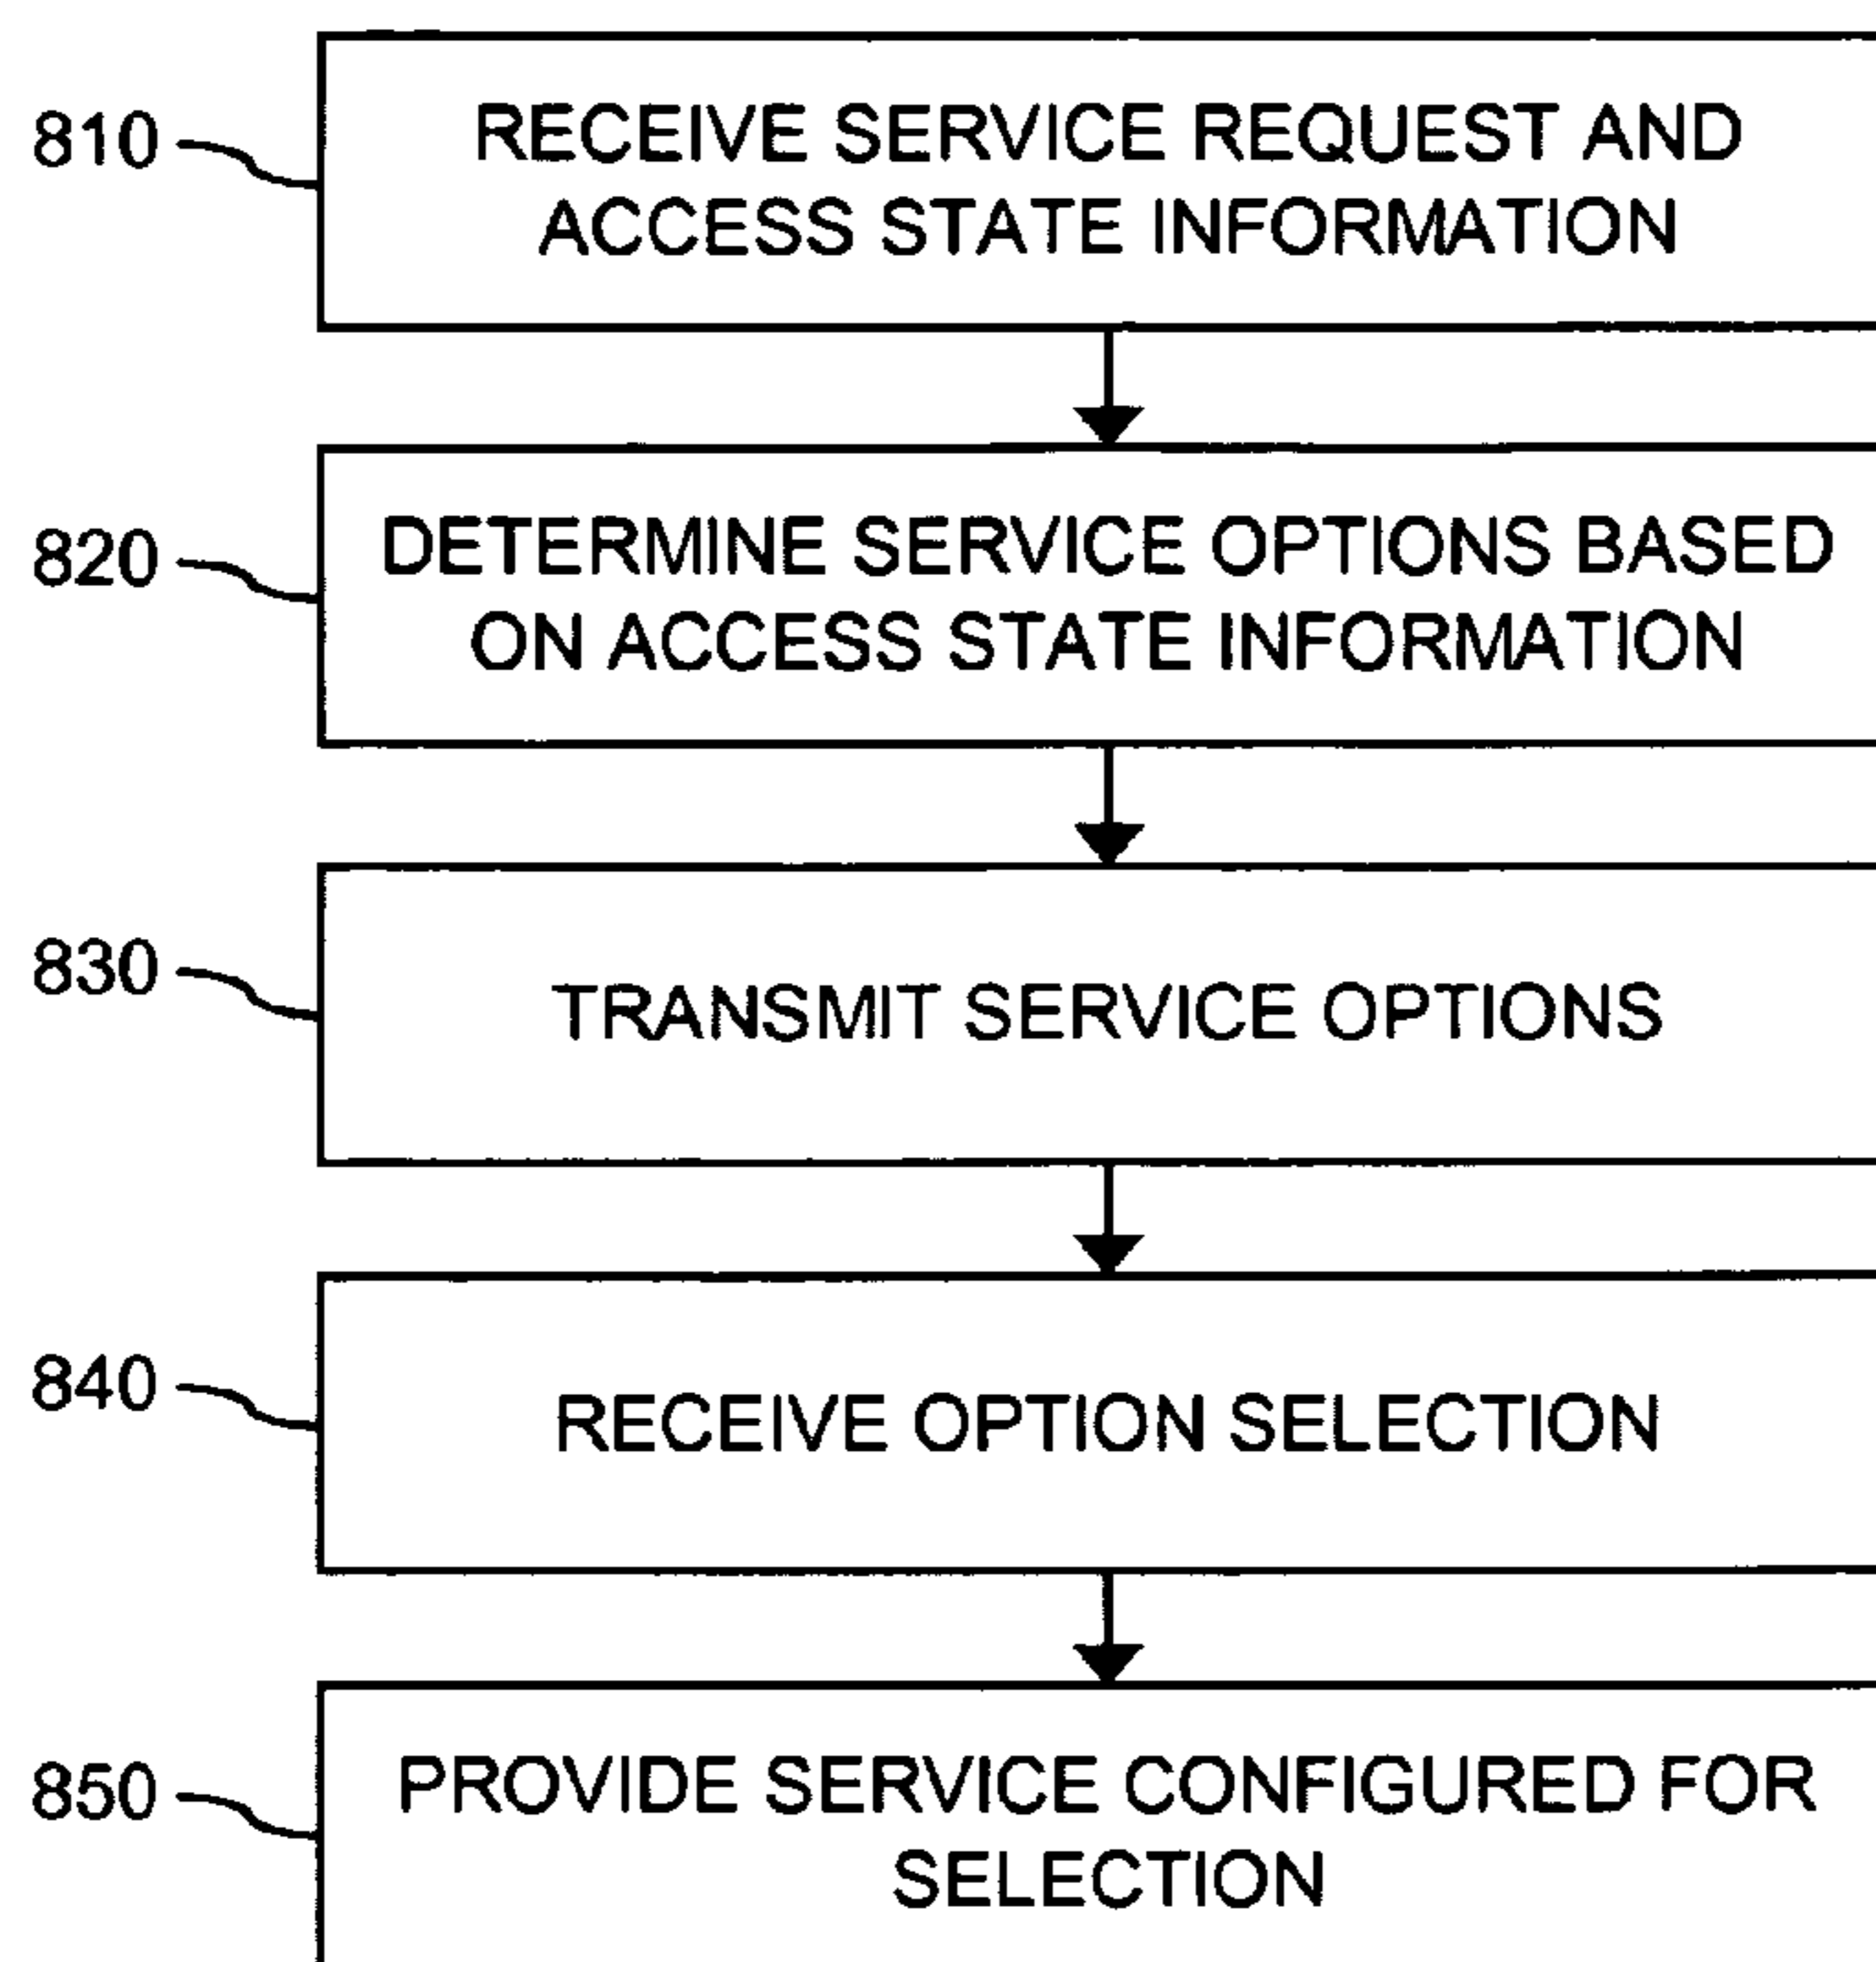 810
RECEIVE SERVICE REQUEST AND
ACCESS STATE INFORMATION
820
DETERMINE SERVICE OPTIONS BASED
ON ACCESS STATE INFORMATION
830
TRANSMIT SERVICE OPTIONS
840
RECEIVE OPTION SELECTION
850
PROVIDE SERVICE CONFIGURED FOR
SELECTION